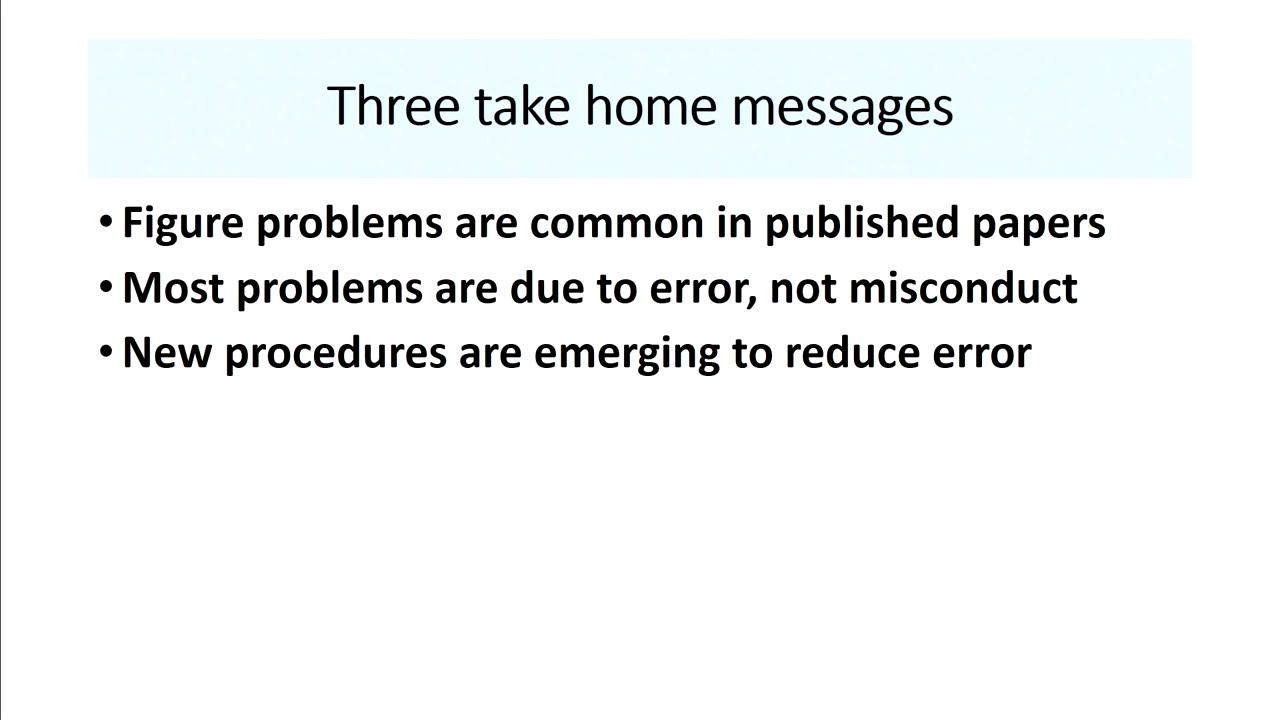 Three take home messages
• Figure problems are common in published papers
• Most problems are due to error, not misconduct
• New procedures are emerging to reduce error